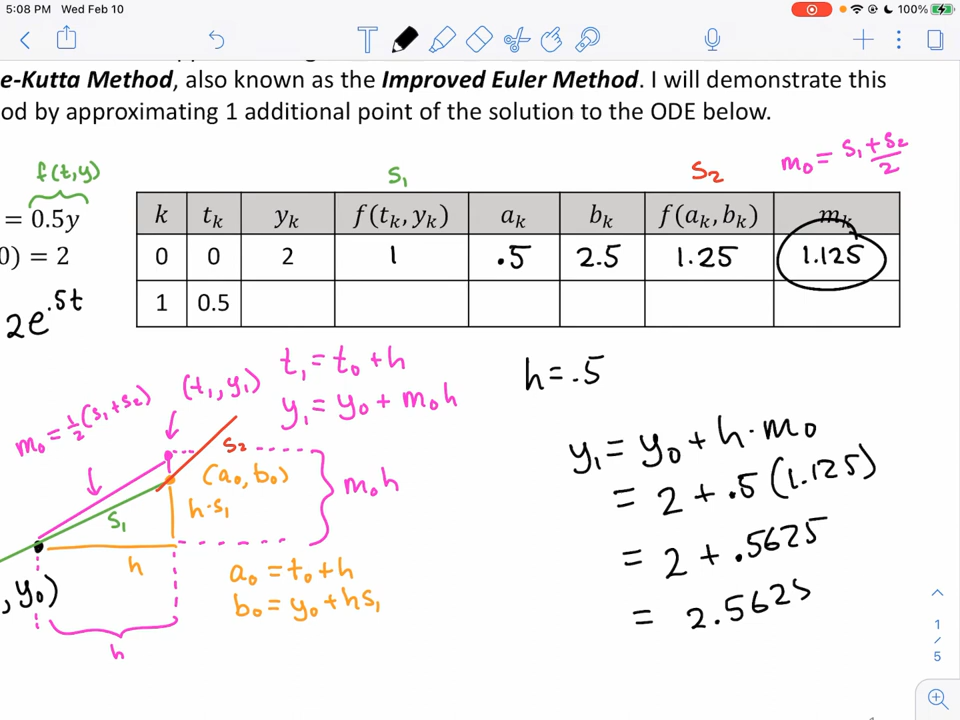 5:08 PM Wed Feb 10
100%
e-Kutta Method, also known as the Improved Euler Method. I will demonstrate this
od by approximating 1 additional point of the solution to the ODE below.
f(t,y)
= 0.5y
0) = 2
2e^.5t
S₁
S₂
m₀ = S₁ + S₂ / 2
k tₖ yₖ f(tₖ, yₖ) aₖ bₖ f(aₖ, bₖ) mₖ
0 0 2 1 .5 2.5 1.25 1.125
1 0.5
m₀ = ½(S₁+S₂)
(t₁, y₁)
t₁ = t₀ + h
y₁ = y₀ + m₀h
S₂
(a₀, b₀)
S₁
h·S₁
m₀h
h
, y₀)
h
a₀ = t₀ + h
b₀ = y₀ + hS₁
h = .5
y₁ = y₀ + h·m₀
= 2 + .5(1.125)
= 2 + .5625
= 2.5625
1
/
5